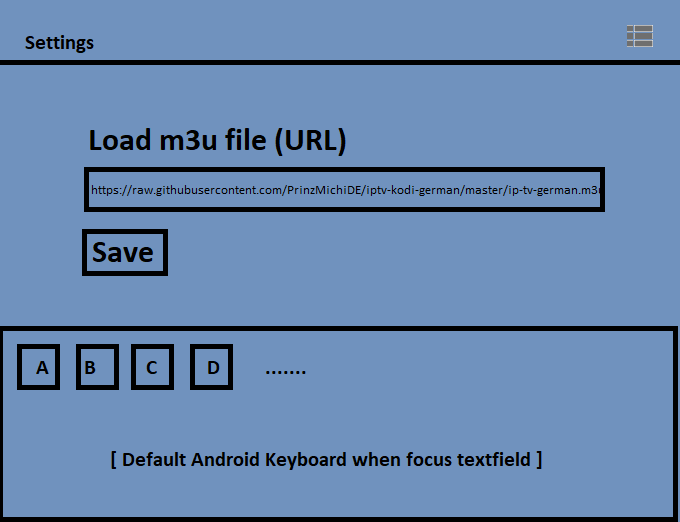 Settings
Load m3u file (URL)
https://raw.githubusercontent.com/PrinzMichiDE/iptv-kodi-german/master/ip-tv-german.m3u
Save
A B C D .......
[ Default Android Keyboard when focus textfield ]